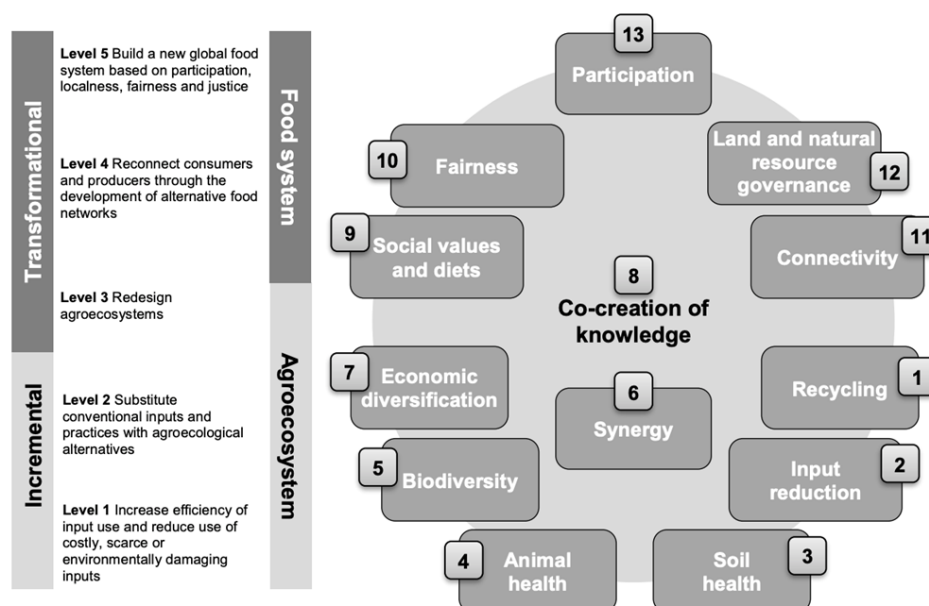 Transformational
Incremental
Level 5 Build a new global food
system based on participation,
localness, fairness and justice
Level 4 Reconnect consumers
and producers through the
development of alternative food
networks
Level 3 Redesign
agroecosystems
Level 2 Substitute
conventional inputs and
practices with agroecological
alternatives
Level 1 Increase efficiency of
input use and reduce use of
costly, scarce or
environmentally damaging
inputs
Food system
Agroecosystem
13
Participation
10
Fairness
Land and natural
resource
governance
12
9
Social values
and diets
11
Connectivity
8
Co-creation of
knowledge
7
Economic
diversification
6
Synergy
1
Recycling
5
Biodiversity
2
Input
reduction
4
Animal
health
3
Soil
health